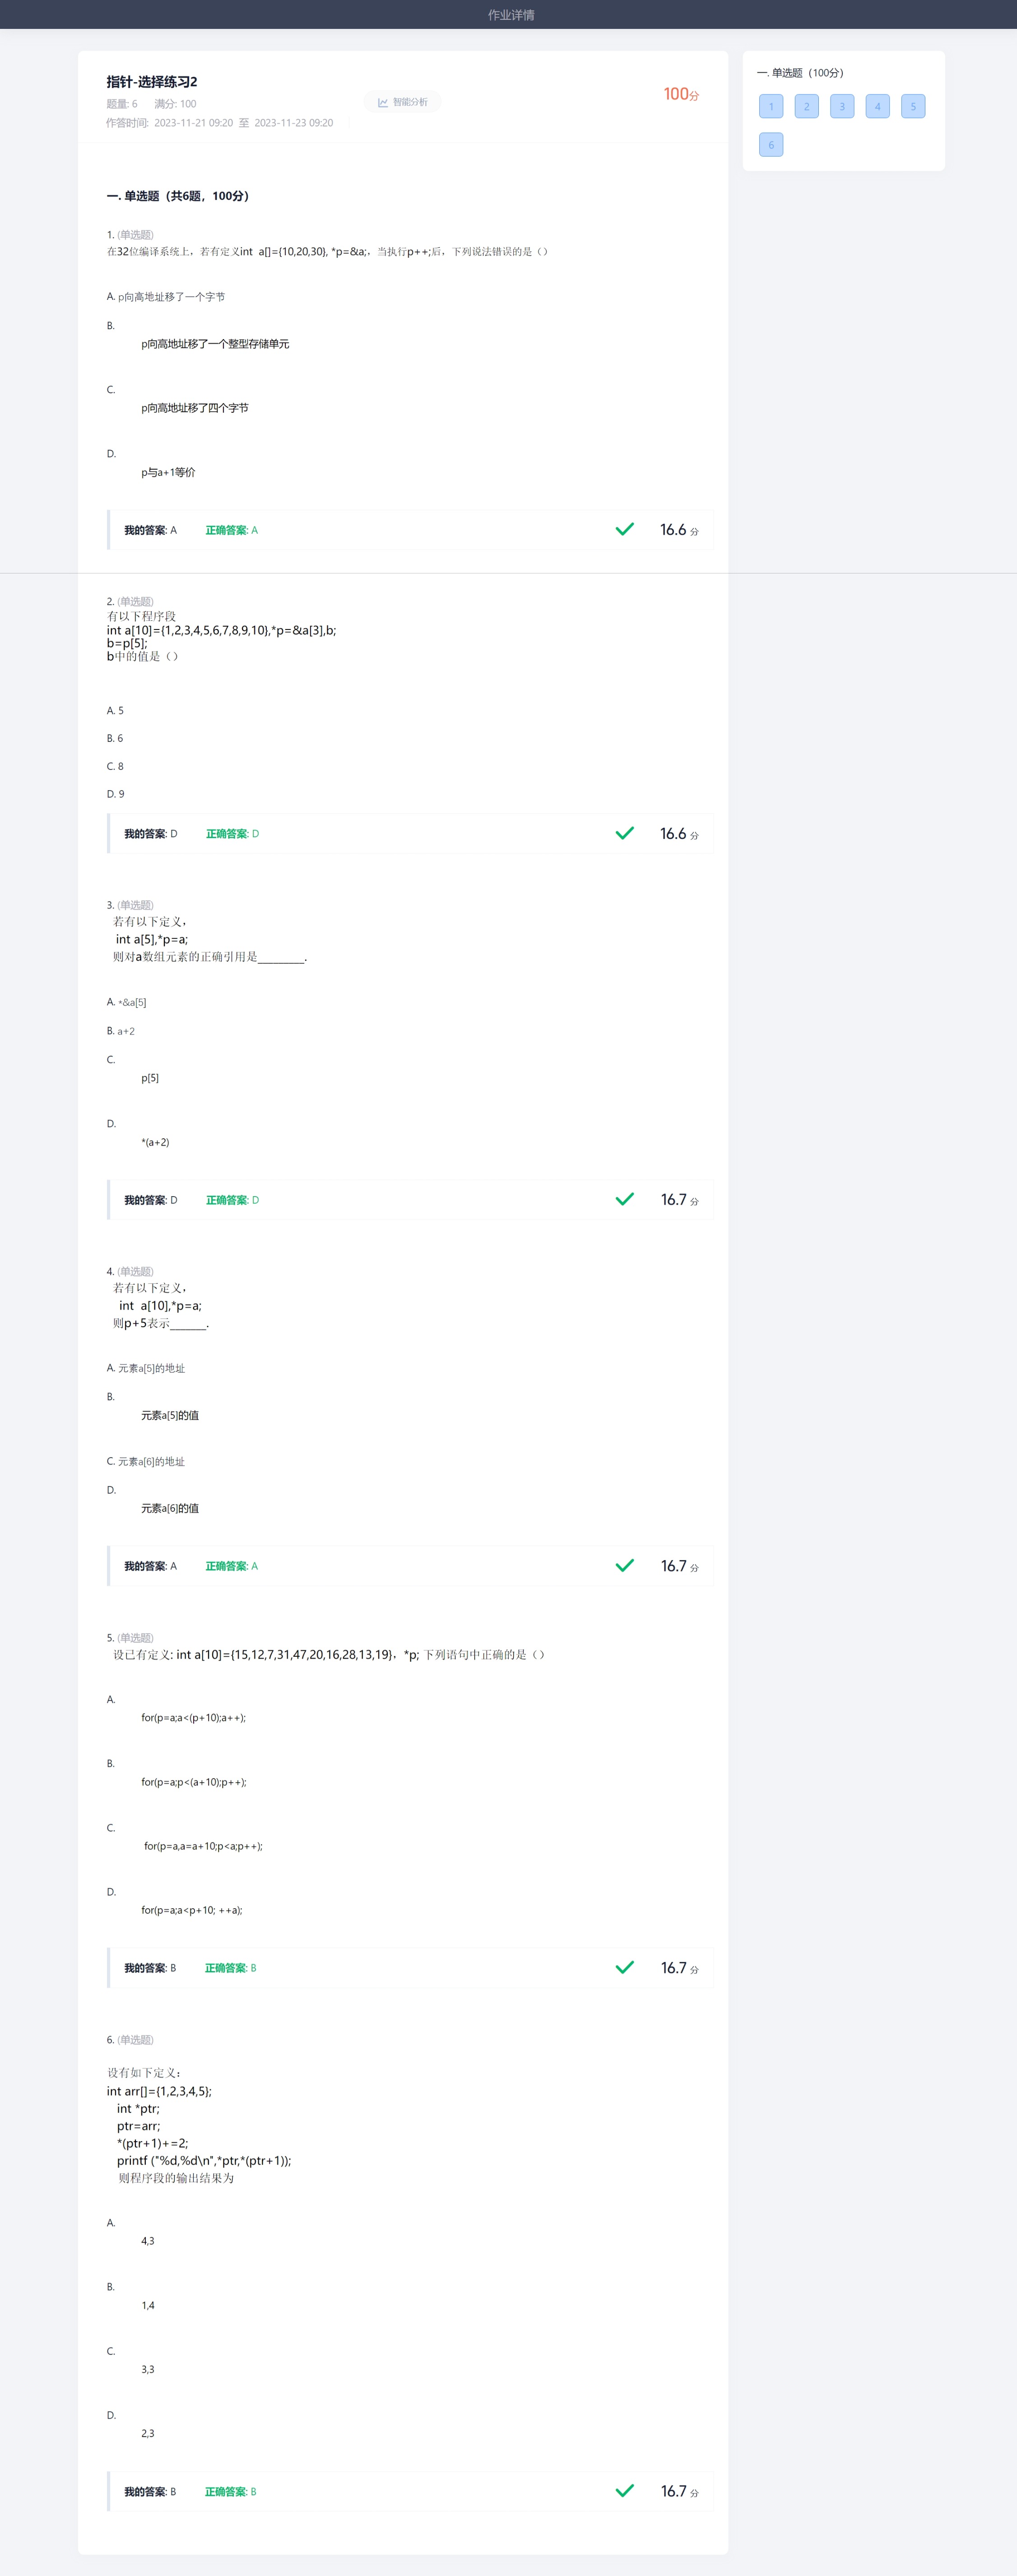 作业详情
指针-选择练习2
题量: 6 满分: 100
作答时间: 2023-11-21 09:20 至 2023-11-23 09:20
智能分析
100分
一. 单选题（100分）
1 2 3 4 5
6
一. 单选题（共6题，100分）
1. (单选题)
在32位编译系统上，若有定义int a[]={10,20,30}, *p=&a;，当执行p++;后，下列说法错误的是（）
A. p向高地址移了一个字节
B.
p向高地址移了一个整型存储单元
C.
p向高地址移了四个字节
D.
p与a+1等价
我的答案: A 正确答案: A 16.6 分
2. (单选题)
有以下程序段
int a[10]={1,2,3,4,5,6,7,8,9,10},*p=&a[3],b;
b=p[5];
b中的值是（）
A. 5
B. 6
C. 8
D. 9
我的答案: D 正确答案: D 16.6 分
3. (单选题)
若有以下定义，
int a[5],*p=a;
则对a数组元素的正确引用是_________.
A. *&a[5]
B. a+2
C.
p[5]
D.
*(a+2)
我的答案: D 正确答案: D 16.7 分
4. (单选题)
若有以下定义，
int a[10],*p=a;
则p+5表示_______.
A. 元素a[5]的地址
B.
元素a[5]的值
C. 元素a[6]的地址
D.
元素a[6]的值
我的答案: A 正确答案: A 16.7 分
5. (单选题)
设已有定义: int a[10]={15,12,7,31,47,20,16,28,13,19}，*p; 下列语句中正确的是（）
A.
for(p=a;a<(p+10);a++);
B.
for(p=a;p<(a+10);p++);
C.
for(p=a,a=a+10;p<a;p++);
D.
for(p=a;a<p+10; ++a);
我的答案: B 正确答案: B 16.7 分
6. (单选题)
设有如下定义：
int arr[]={1,2,3,4,5};
int *ptr;
ptr=arr;
*(ptr+1)+=2;
printf ("%d,%d\n",*ptr,*(ptr+1));
则程序段的输出结果为
A.
4,3
B.
1,4
C.
3,3
D.
2,3
我的答案: B 正确答案: B 16.7 分